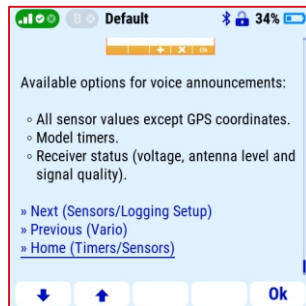 B Default 34%
Ok
Available options for voice announcements:
◦ All sensor values except GPS coordinates.
◦ Model timers.
◦ Receiver status (voltage, antenna level and
signal quality).
» Next (Sensors/Logging Setup)
» Previous (Vario)
» Home (Timers/Sensors)
Ok